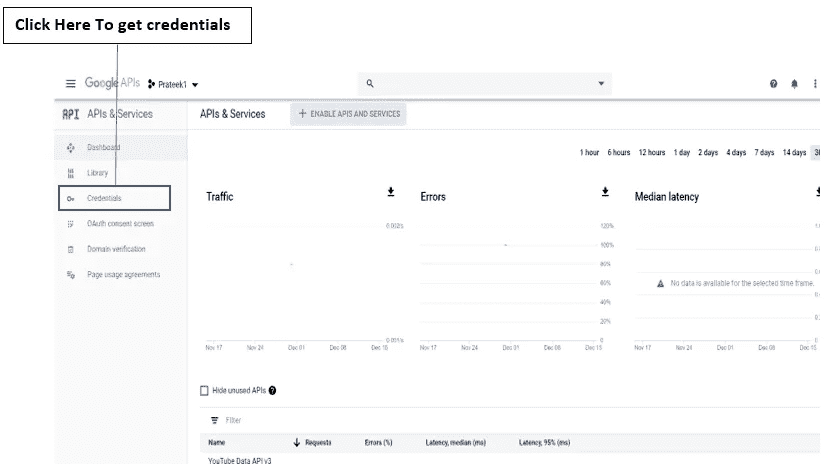 Click Here To get credentials
Google APIs Prateek1
API APIs & Services
APIs & Services
ENABLE APIS AND SERVICES
Dashboard
Library
Credentials
OAuth consent screen
Domain verification
Page usage agreements
1 hour 6 hours 12 hours 1 day 2 days 4 days 7 days 14 days 30
Traffic
0.002/s
0.001/s
Nov 17 Nov 24 Dec 01 Dec 08 Dec 15
Errors
120%
100%
80%
60%
40%
20%
0
Nov 17 Nov 24 Dec 01 Dec 08 Dec 15
Median latency
No data is available for the selected time frame.
Nov 17 Nov 24 Dec 01 Dec 08 Dec 15
Hide unused APIs
Filter
Name Requests Errors (%) Latency, median (ms) Latency, 95% (ms)
YouTube Data API v3